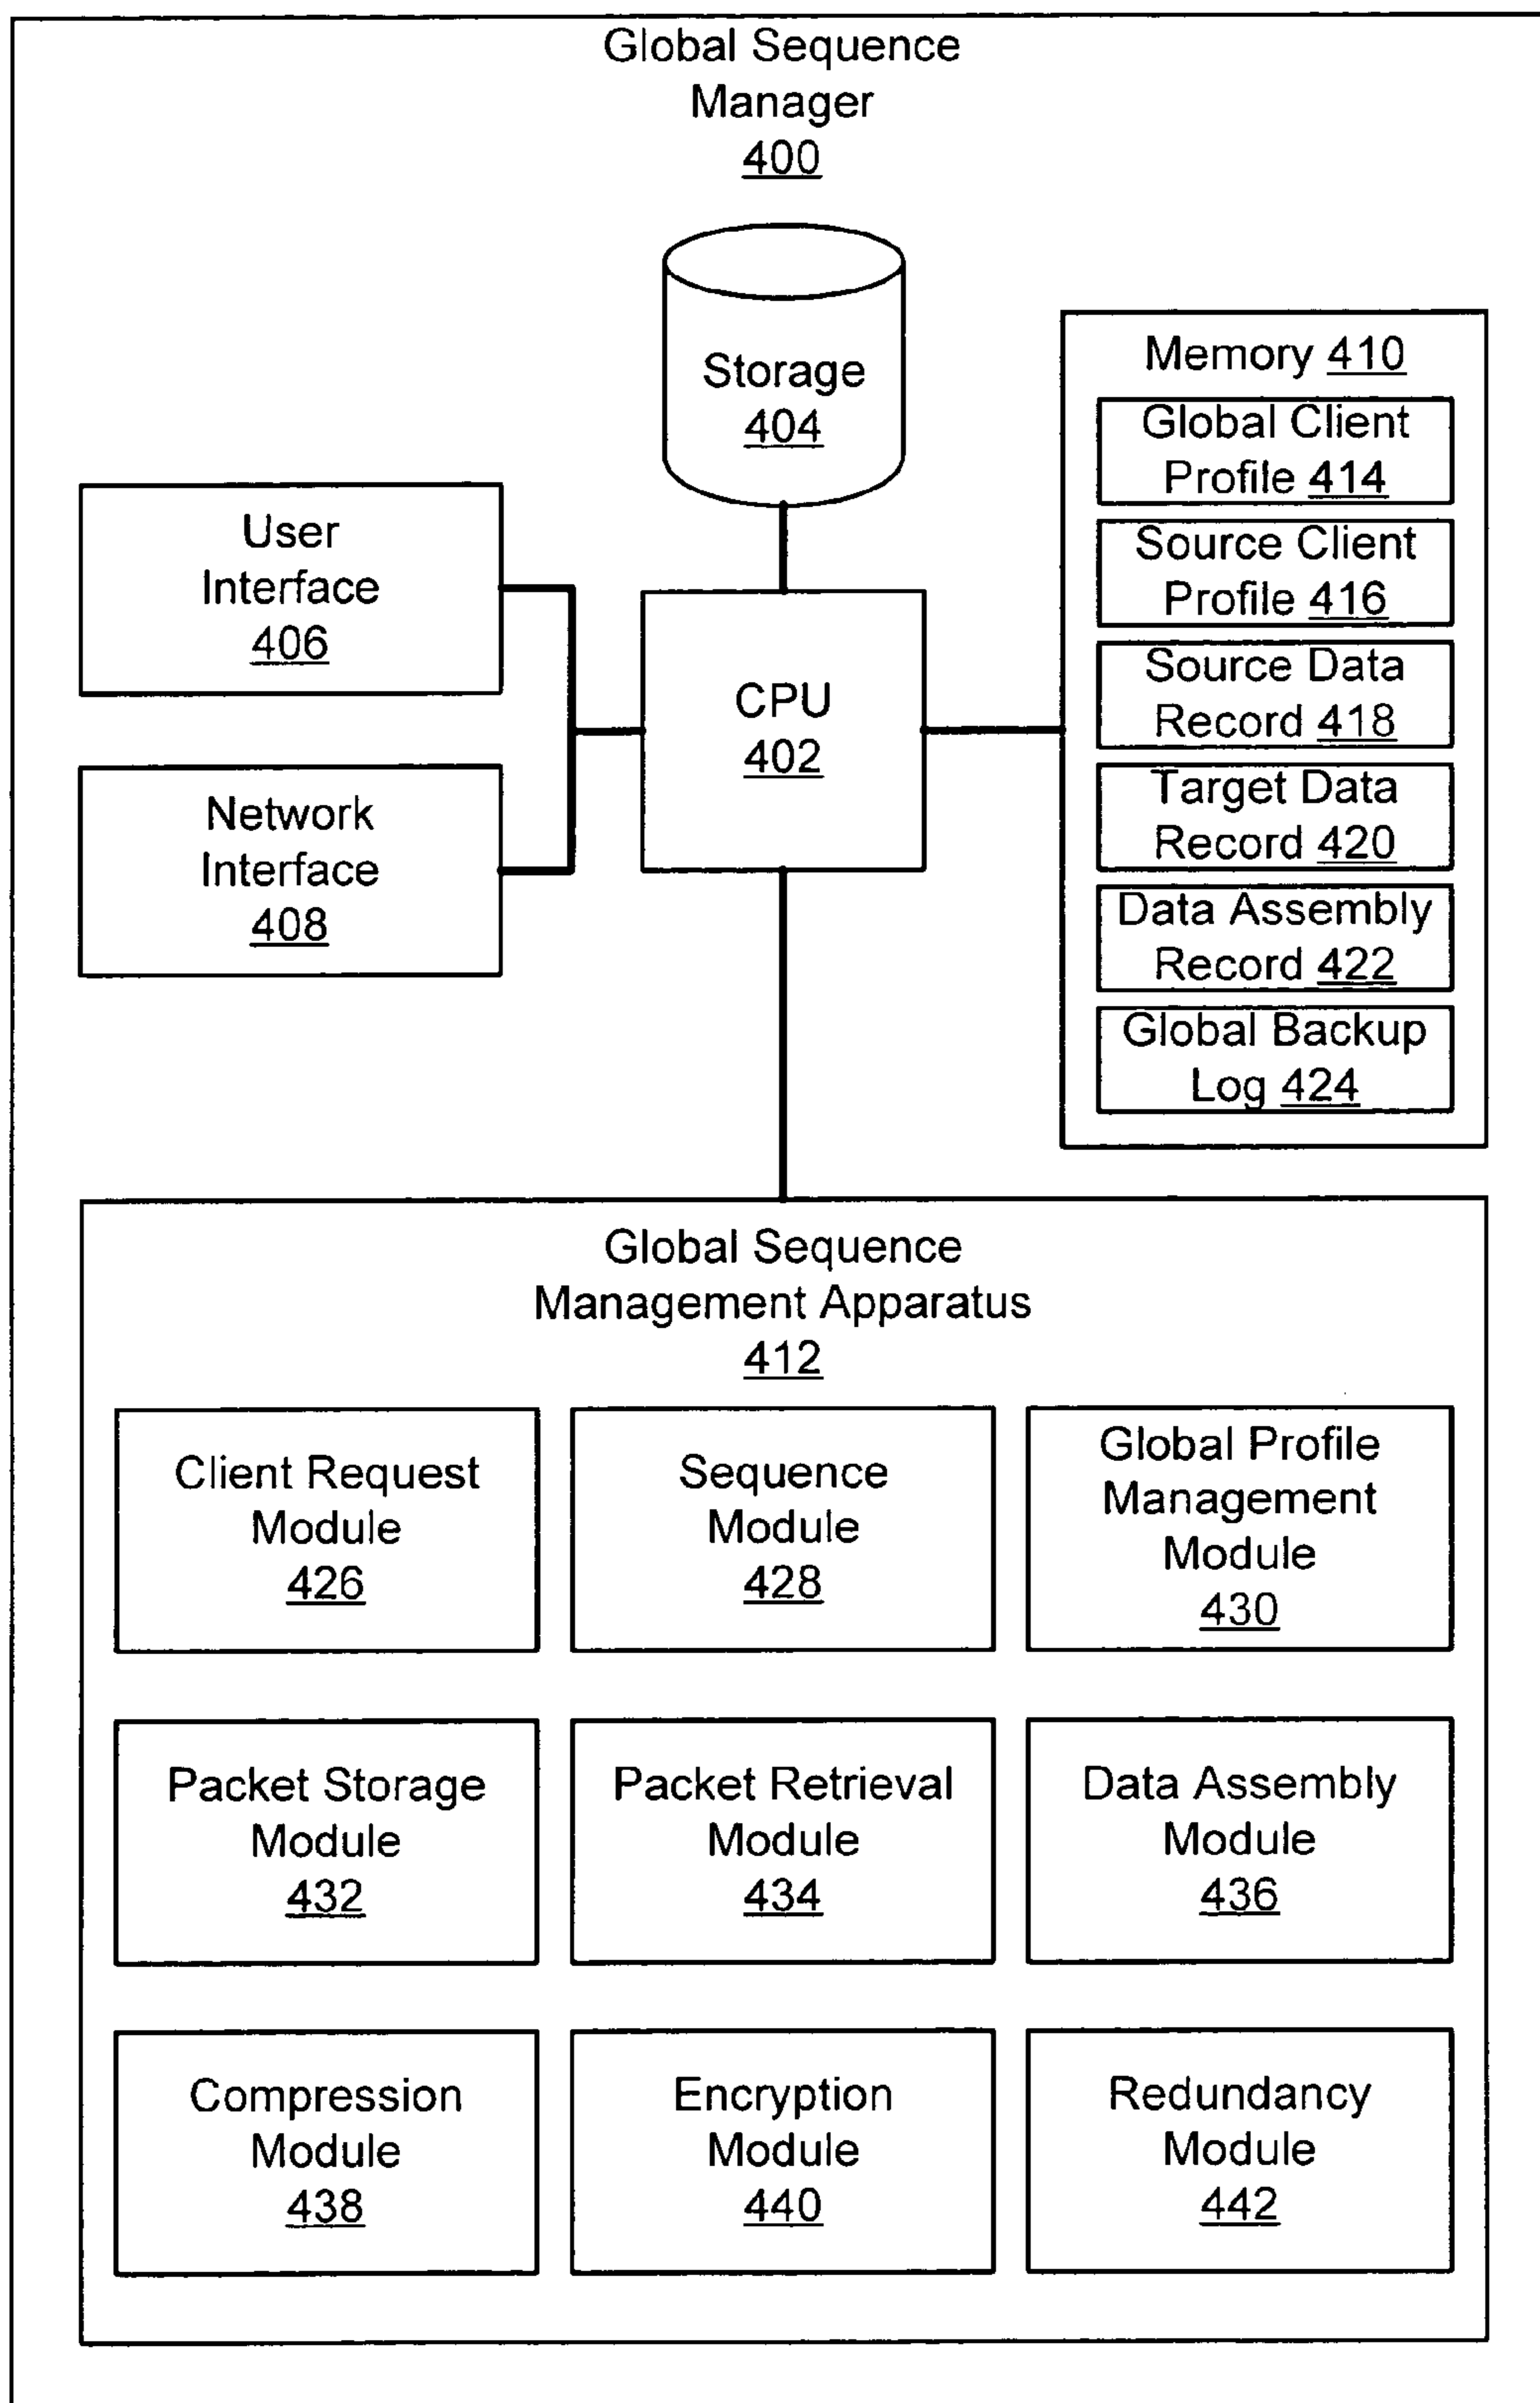 Global Sequence
Manager
400
Storage
404
User
Interface
406
Network
Interface
408
CPU
402
Memory 410
Global Client
Profile 414
Source Client
Profile 416
Source Data
Record 418
Target Data
Record 420
Data Assembly
Record 422
Global Backup
Log 424
Global Sequence
Management Apparatus
412
Client Request
Module
426
Sequence
Module
428
Global Profile
Management
Module
430
Packet Storage
Module
432
Packet Retrieval
Module
434
Data Assembly
Module
436
Compression
Module
438
Encryption
Module
440
Redundancy
Module
442